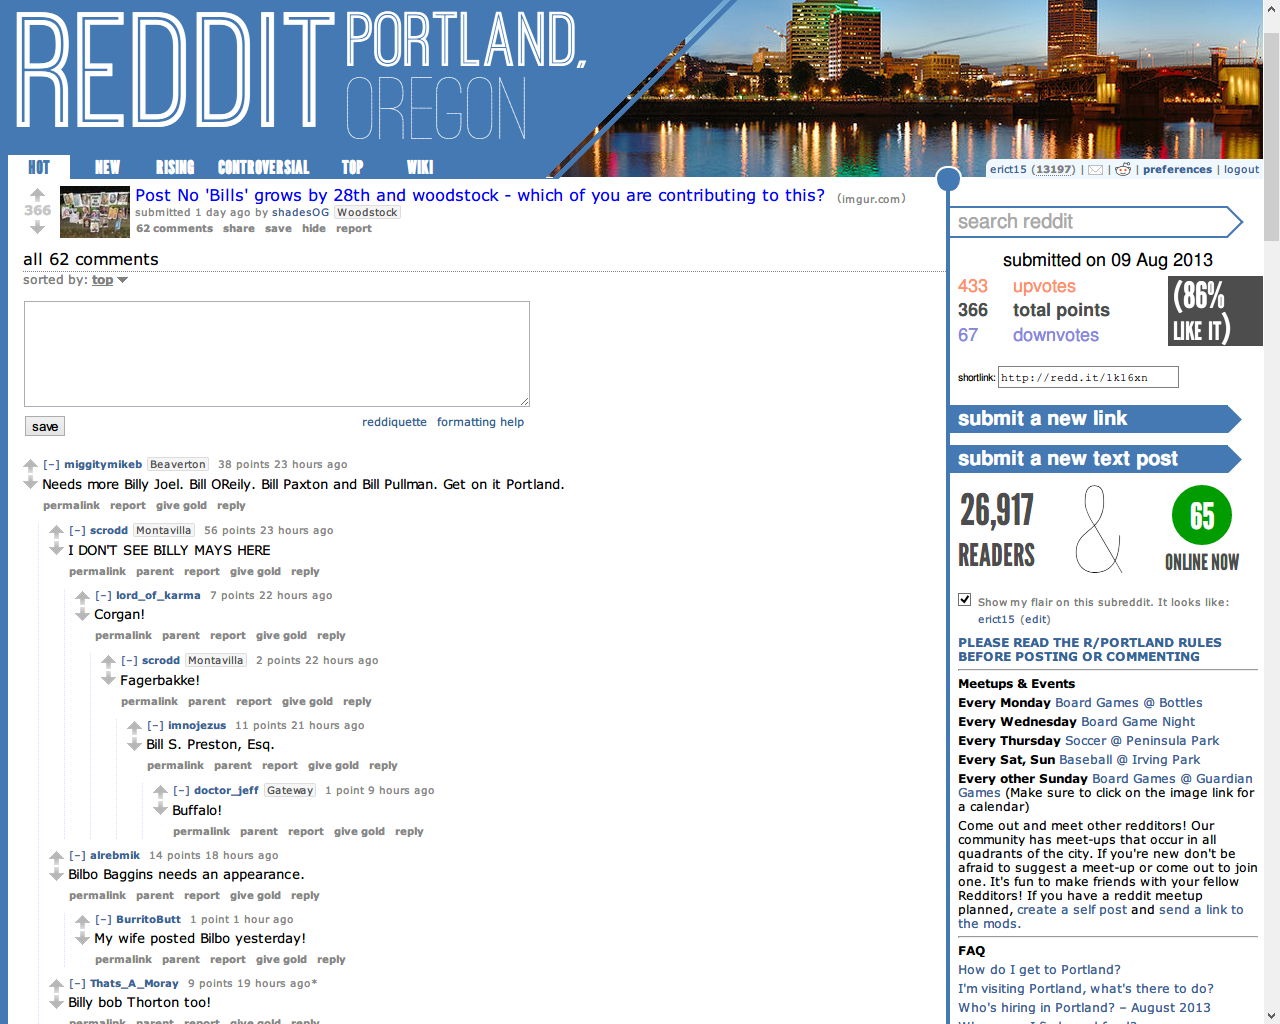 REDDIT PORTLAND,
OREGON
HOT NEW RISING CONTROVERSIAL TOP WIKI
erict15 (13197) | | | preferences | logout
366
Post No 'Bills' grows by 28th and woodstock - which of you are contributing to this? (imgur.com)
submitted 1 day ago by shadesOG Woodstock
62 comments share save hide report
all 62 comments
sorted by: top
save
reddiquette formatting help
[–] miggitymikeb Beaverton 38 points 23 hours ago
Needs more Billy Joel. Bill OReily. Bill Paxton and Bill Pullman. Get on it Portland.
permalink report give gold reply
[–] scrodd Montavilla 56 points 23 hours ago
I DON'T SEE BILLY MAYS HERE
permalink parent report give gold reply
[–] lord_of_karma 7 points 22 hours ago
Corgan!
permalink parent report give gold reply
[–] scrodd Montavilla 2 points 22 hours ago
Fagerbakke!
permalink parent report give gold reply
[–] imnojezus 11 points 21 hours ago
Bill S. Preston, Esq.
permalink parent report give gold reply
[–] doctor_jeff Gateway 1 point 9 hours ago
Buffalo!
permalink parent report give gold reply
[–] alrebmik 14 points 18 hours ago
Bilbo Baggins needs an appearance.
permalink parent report give gold reply
[–] BurritoButt 1 point 1 hour ago
My wife posted Bilbo yesterday!
permalink parent report give gold reply
[–] Thats_A_Moray 9 points 19 hours ago*
Billy bob Thorton too!
permalink parent report give gold reply
search reddit
submitted on 09 Aug 2013
433 upvotes
366 total points
67 downvotes
(86%
LIKE IT)
shortlink: http://redd.it/1k16xn
submit a new link
submit a new text post
26,917 & 65
READERS ONLINE NOW
Show my flair on this subreddit. It looks like:
erict15 (edit)
PLEASE READ THE R/PORTLAND RULES
BEFORE POSTING OR COMMENTING
Meetups & Events
Every Monday Board Games @ Bottles
Every Wednesday Board Game Night
Every Thursday Soccer @ Peninsula Park
Every Sat, Sun Baseball @ Irving Park
Every other Sunday Board Games @ Guardian
Games (Make sure to click on the image link for
a calendar)
Come out and meet other redditors! Our
community has meet-ups that occur in all
quadrants of the city. If you're new don't be
afraid to suggest a meet-up or come out to join
one. It's fun to make friends with your fellow
Redditors! If you have a reddit meetup
planned, create a self post and send a link to
the mods.
FAQ
How do I get to Portland?
I'm visiting Portland, what's there to do?
Who's hiring in Portland? – August 2013